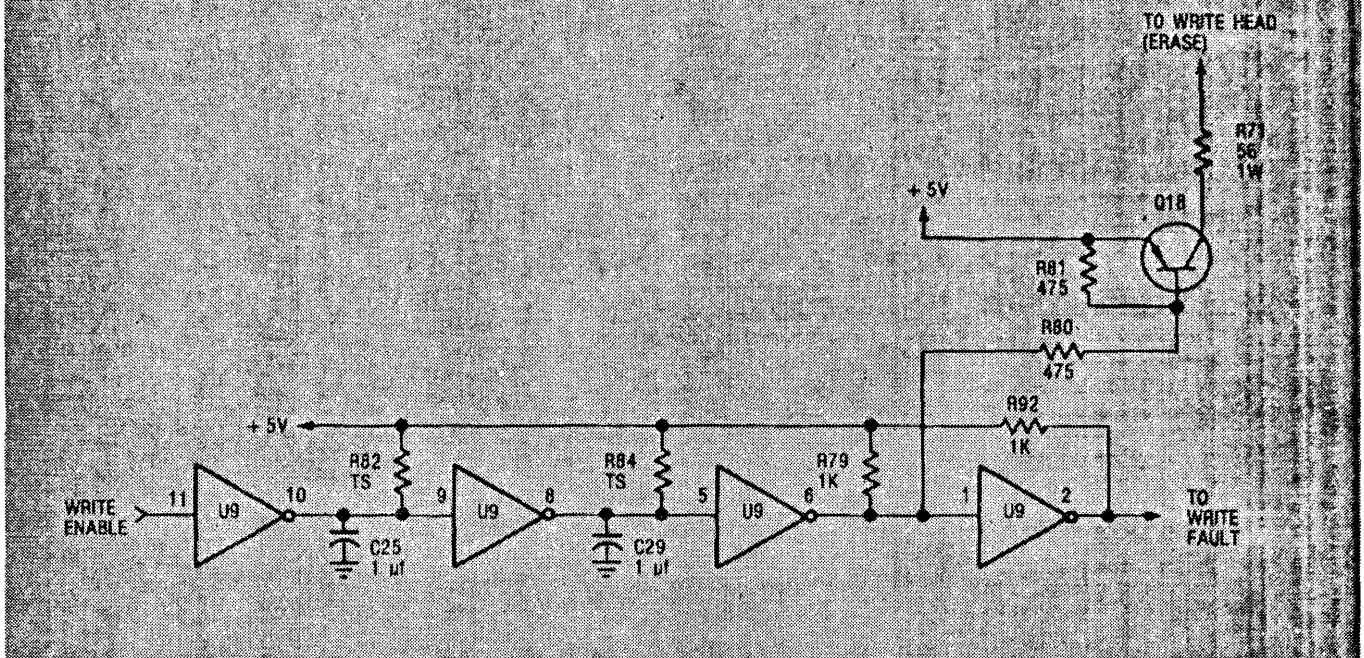 TO WRITE HEAD
(ERASE)
R71
56
1W
+ 5V
Q18
R81
475
R80
475
R92
1K
+ 5V
R82
TS
R84
TS
R79
1K
WRITE
ENABLE
11
U9
10
9
U9
8
5
U9
6
1
U9
2
TO
WRITE
FAULT
C25
1 uf
C29
1 uf